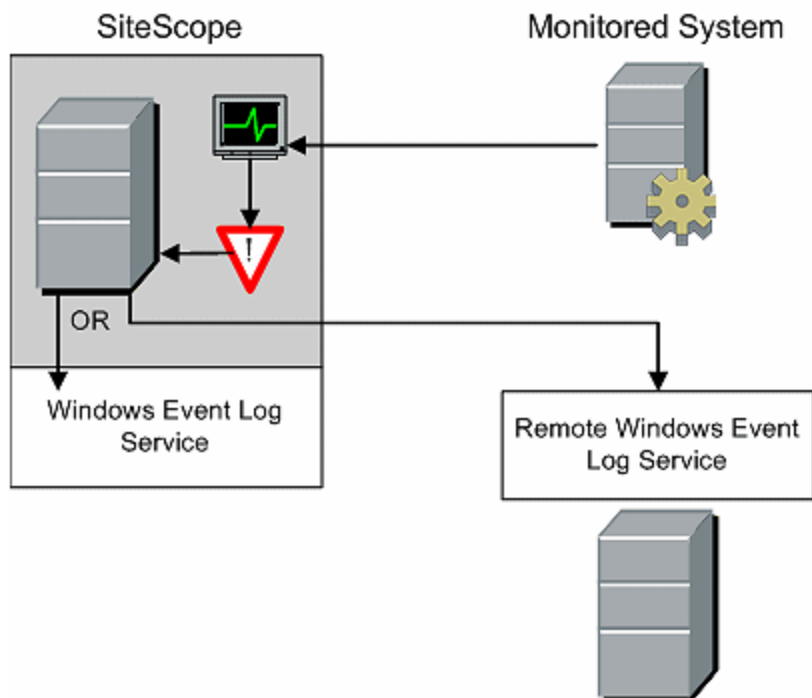 SiteScope
Monitored System
!
OR
Windows Event Log
Service
Remote Windows Event
Log Service